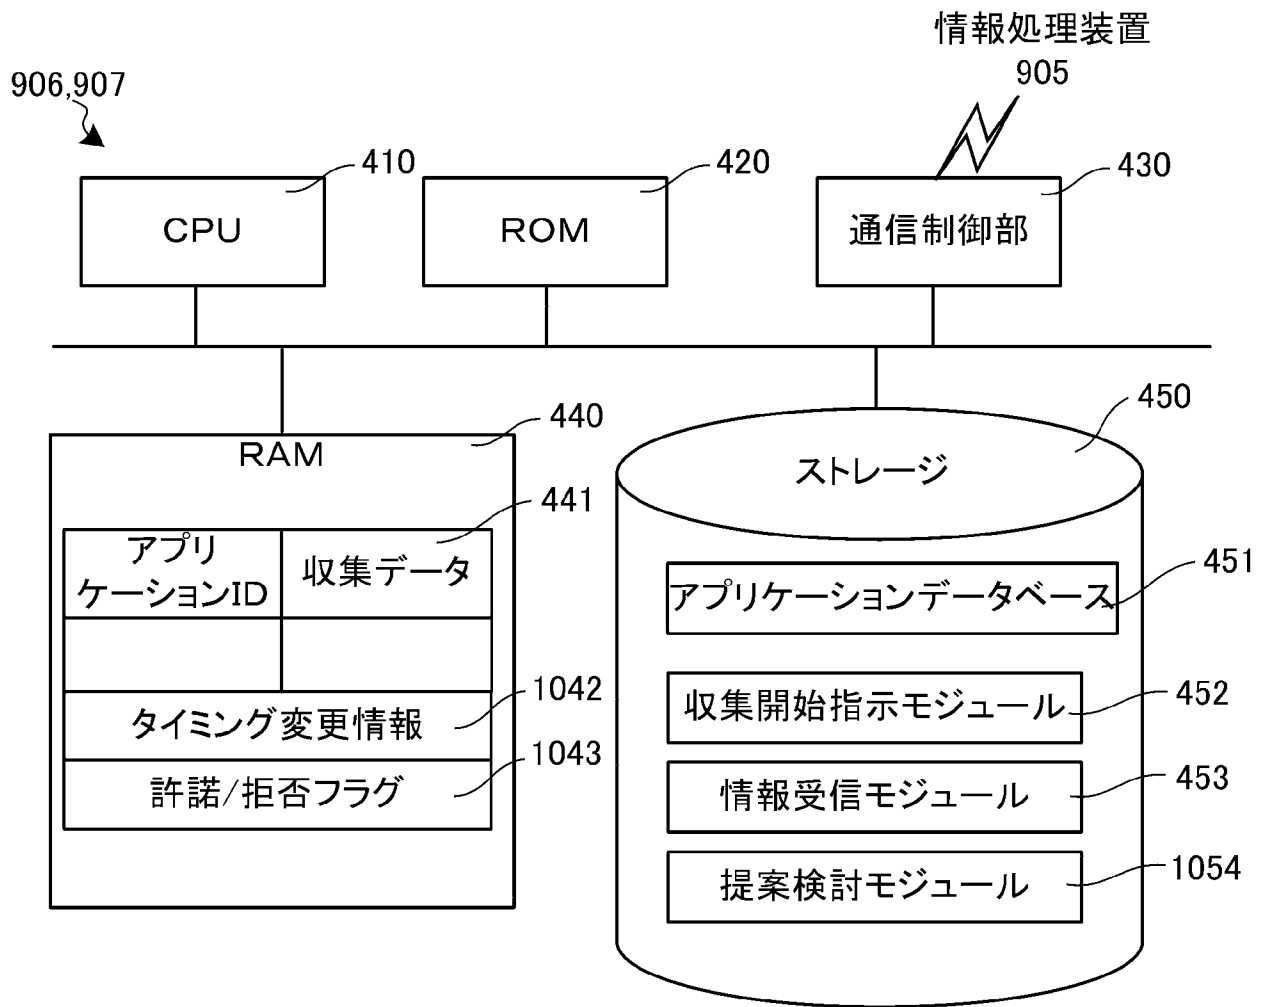 情報処理装置
905
906,907
410
420
430
CPU
ROM
通信制御部
440
450
RAM
ストレージ
441
アプリ
ケーションID
収集データ
451
アプリケーションデータベース
1042
452
タイミング変更情報
収集開始指示モジュール
1043
453
許諾/拒否フラグ
情報受信モジュール
1054
提案検討モジュール